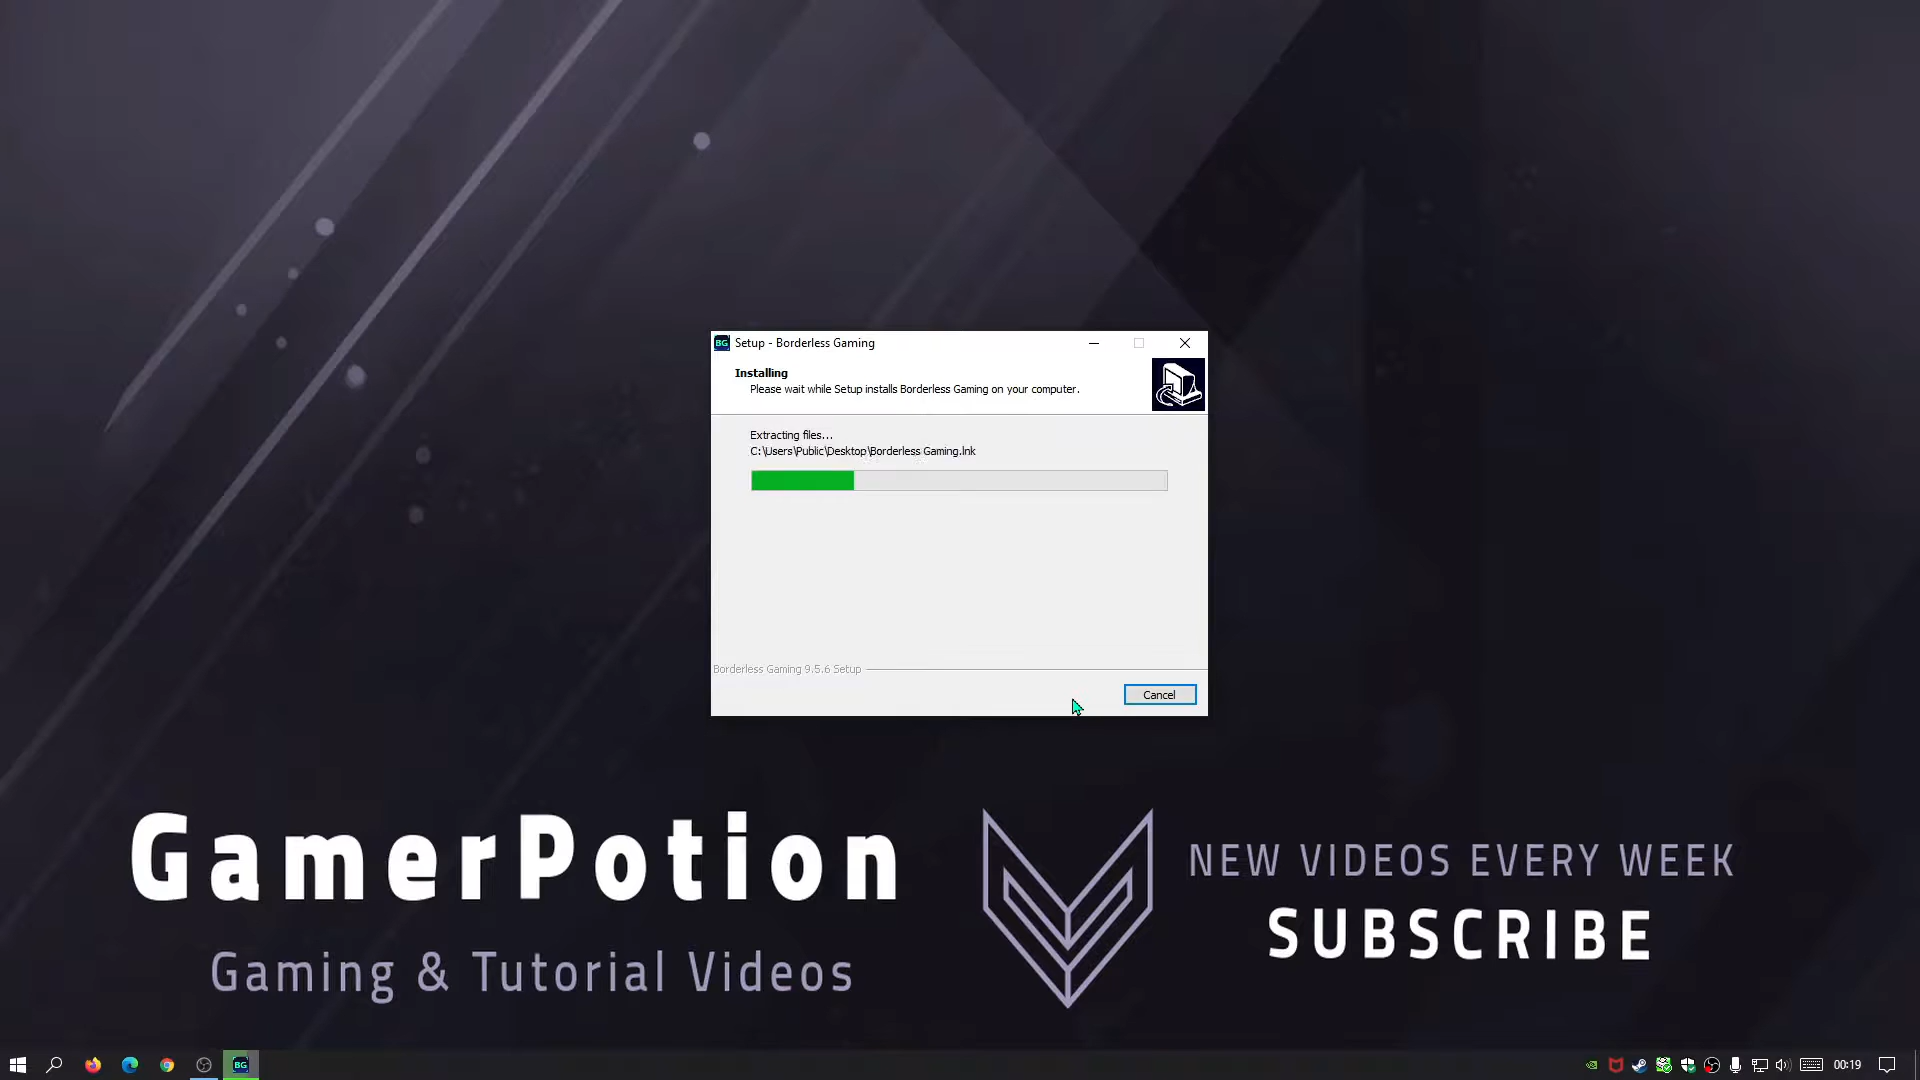 BG Setup - Borderless Gaming
Installing
Please wait while Setup installs Borderless Gaming on your computer.
Extracting files...
C:\Users\Public\Desktop\Borderless Gaming.lnk
Borderless Gaming 9.5.6 Setup
Cancel
GamerPotion
Gaming & Tutorial Videos
NEW VIDEOS EVERY WEEK
SUBSCRIBE
BG
00:19